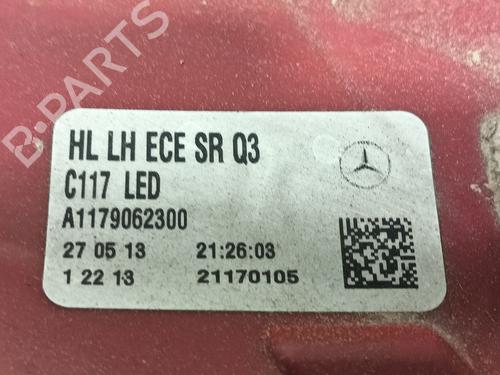 B-PARTS
HL LH ECE SR Q3
C117 LED
A1179062300
27 05 13 21:26:03
1 22 13 21170105